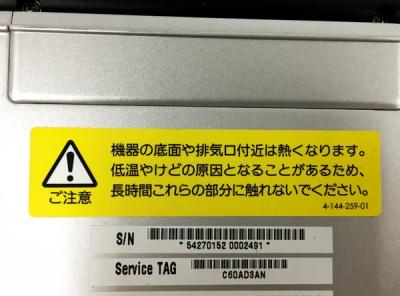 機器の底面や排気口付近は熱くなります。
低温やけどの原因となることがあるため、
長時間これらの部分に触れないでください。
ご注意
4-144-259-01
S/N
* 54270152 0002491 *
Service TAG
C60AD8AN